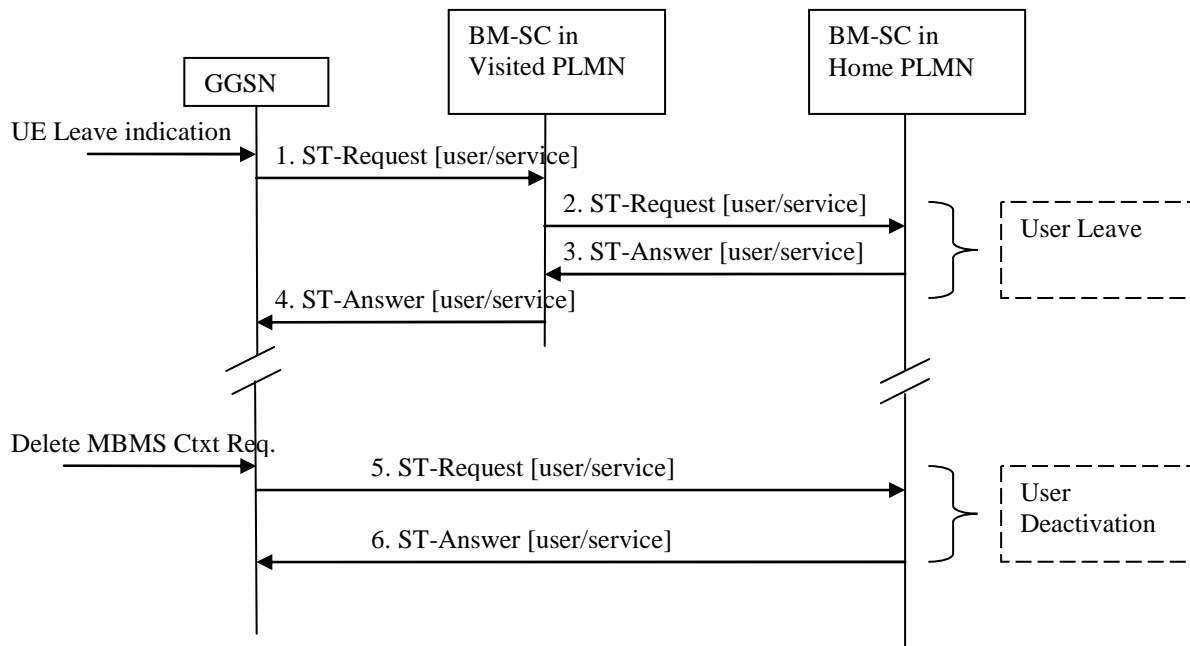 BM-SC in
Visited PLMN
BM-SC in
Home PLMN
GGSN
UE Leave indication
1. ST-Request [user/service]
2. ST-Request [user/service]
User Leave
3. ST-Answer [user/service]
4. ST-Answer [user/service]
Delete MBMS Ctxt Req.
5. ST-Request [user/service]
User
Deactivation
6. ST-Answer [user/service]